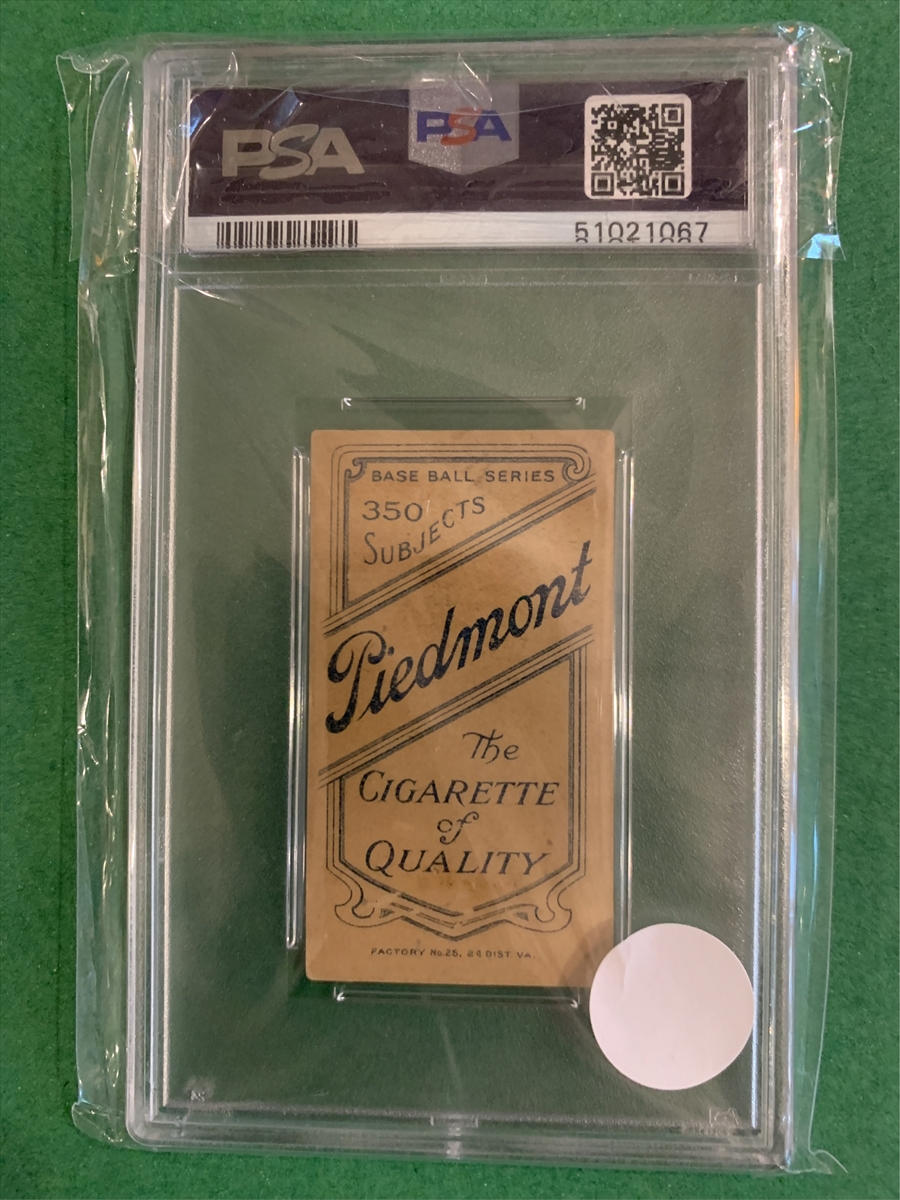 PSA
PSA
51021067
BASE BALL SERIES
350
SUBJECTS
Piedmont
The
CIGARETTE
of
QUALITY
FACTORY No. 25, 2d DIST. VA.